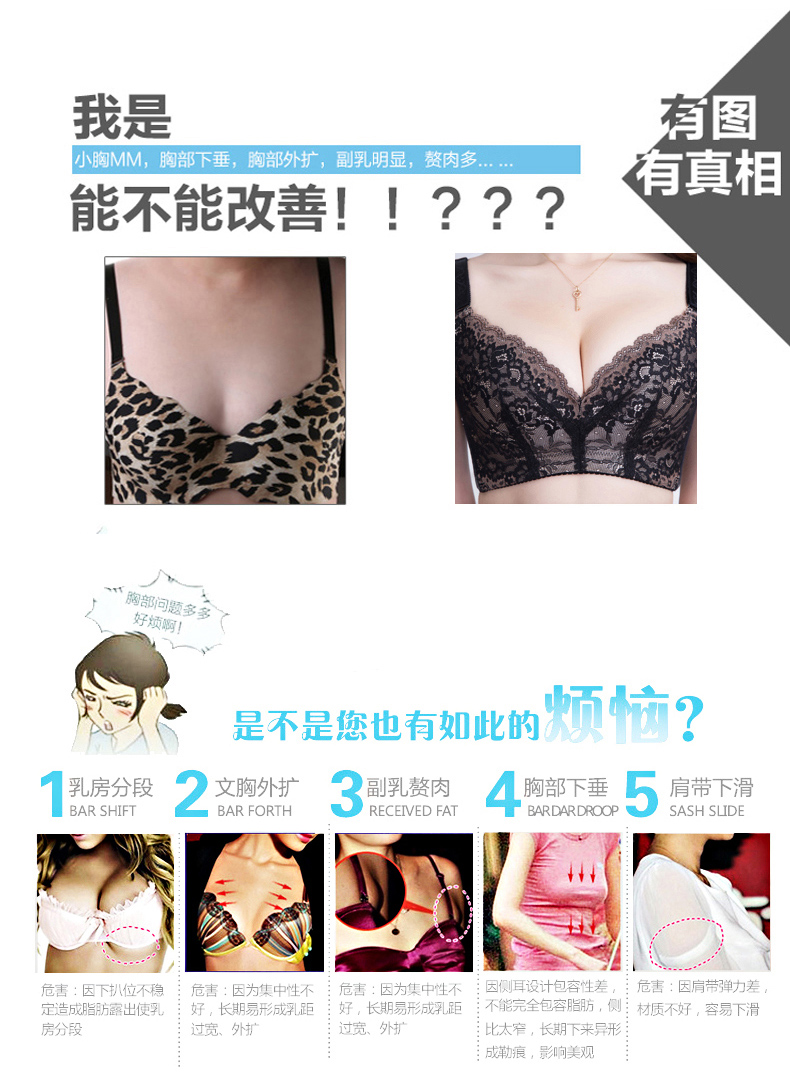 我是
有图
有真相
小胸MM，胸部下垂，胸部外扩，副乳明显，赘肉多... ...
能不能改善！！？？？
胸部问题多多
好烦啊！
是不是您也有如此的烦恼？
1 乳房分段
BAR SHIFT
2 文胸外扩
BAR FORTH
3 副乳赘肉
RECEIVED FAT
4 胸部下垂
BARDARDROOP
5 肩带下滑
SASH SLIDE
危害：因下扒位不稳
定造成脂肪露出使乳
房分段
危害：因为集中性不
好，长期易形成乳距
过宽、外扩
危害：因为集中性不
好，长期易形成乳距
过宽、外扩
因侧耳设计包容性差，
不能完全包容脂肪，侧
比太窄，长期下来异形
成勒痕，影响美观
危害：因肩带弹力差，
材质不好，容易下滑